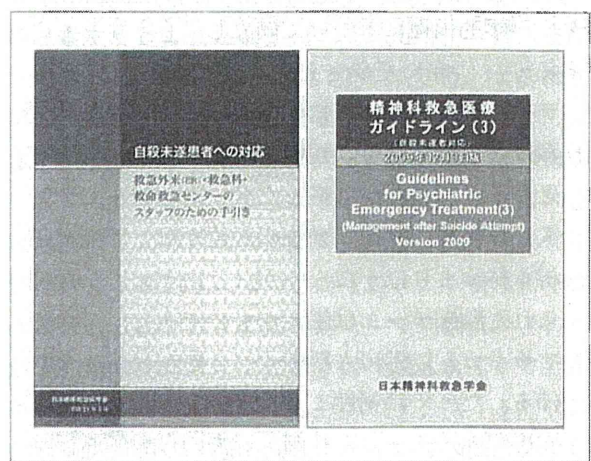 自殺未遂患者への対応
救急外来(ER)・救急科・
救命救急センターの
スタッフのための手引き
精神科救急医療
ガイドライン(3)
(自殺未遂者対応)
2009年12月1日版
Guidelines
for Psychiatric
Emergency Treatment(3)
(Management after Suicide Attempt)
Version 2009
日本精神科救急学会